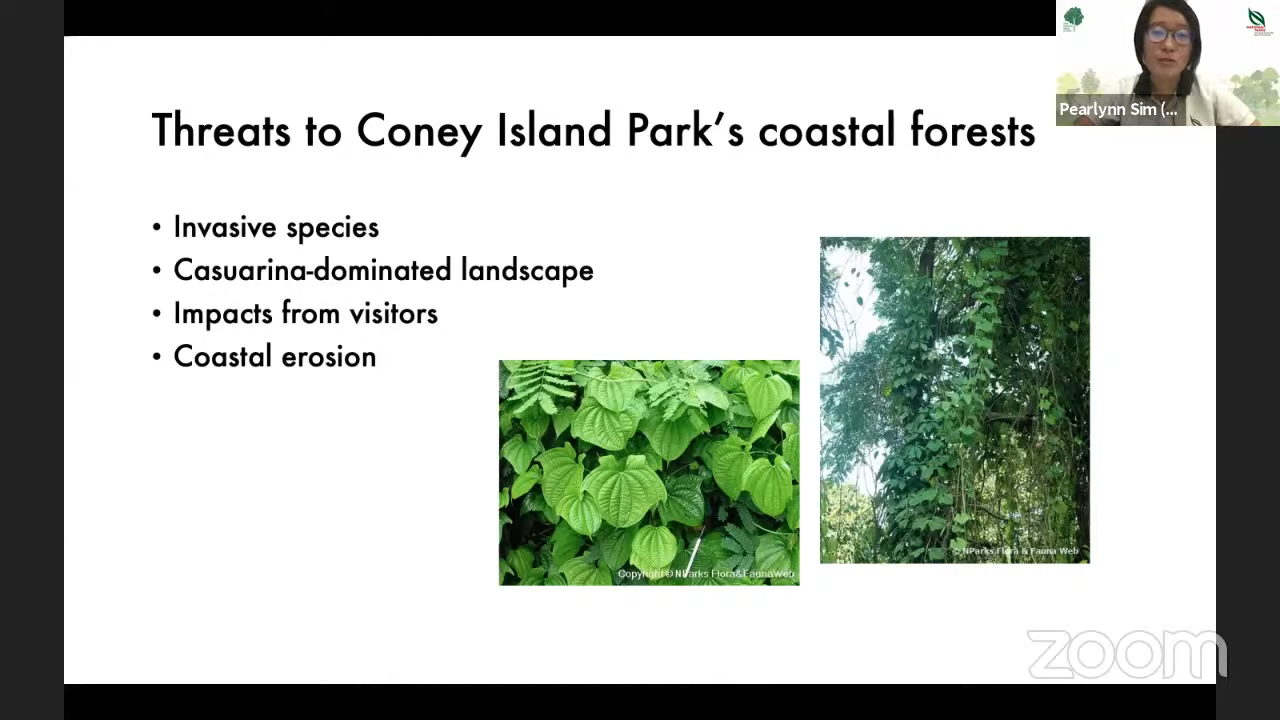 Pearlynn Sim (...
Threats to Coney Island Park's coastal forests
• Invasive species
• Casuarina-dominated landscape
• Impacts from visitors
• Coastal erosion
© NParks Flora & Fauna Web
Copyright © NParks Flora&FaunaWeb
zoom